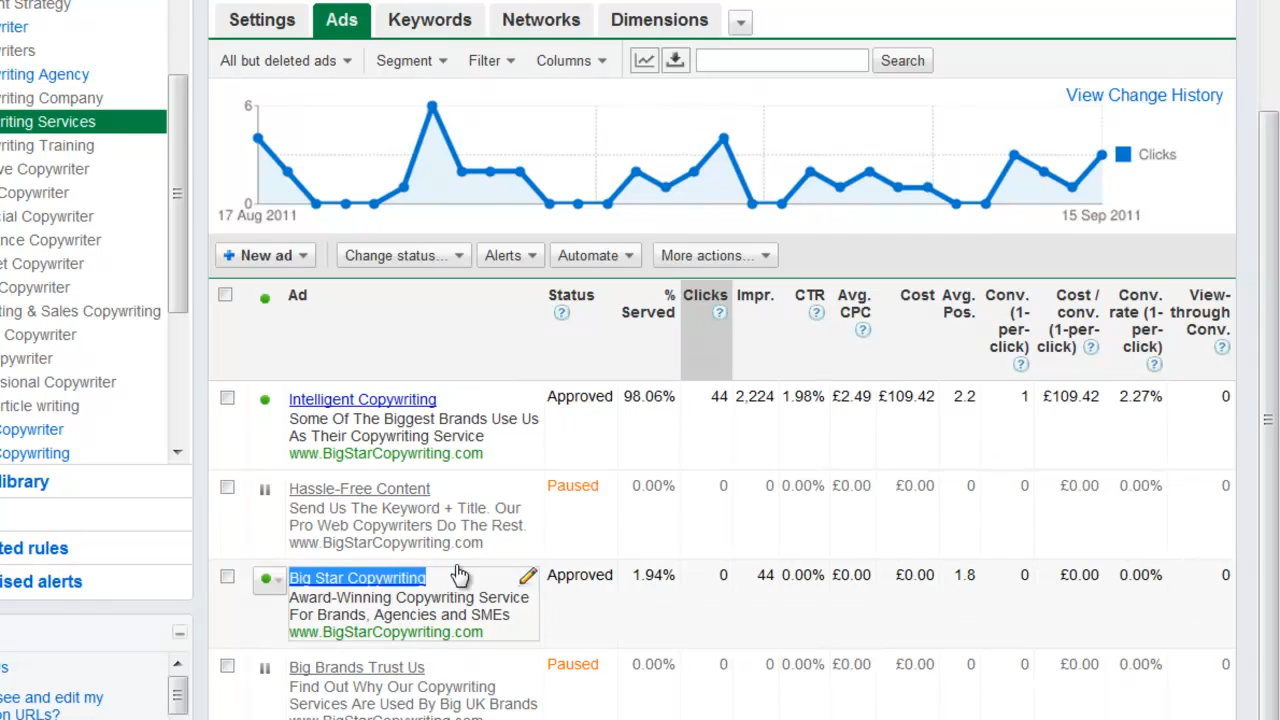 nt Strategy
riter
riters
riting Agency
riting Company
riting Services
riting Training
ve Copywriter
Copywriter
ial Copywriter
nce Copywriter
et Copywriter
Copywriter
ting & Sales Copywriting
Copywriter
pywriter
ssional Copywriter
rticle writing
opywriter
opywriting
library
ted rules
ised alerts
s
see and edit my
on URLs?
Settings Ads Keywords Networks Dimensions
All but deleted ads Segment Filter Columns Search
View Change History
6
0
Clicks
17 Aug 2011 15 Sep 2011
+ New ad Change status... Alerts Automate More actions...
Ad Status ? % Served Clicks ? Impr. CTR ? Avg. CPC ? Cost Avg. Pos. Conv. (1-per-click) ? Cost / conv. (1-per-click) ? Conv. rate (1-per-click) ? View-through Conv. ?
Intelligent Copywriting Approved 98.06% 44 2,224 1.98% £2.49 £109.42 2.2 1 £109.42 2.27% 0
Some Of The Biggest Brands Use Us
As Their Copywriting Service
www.BigStarCopywriting.com
Hassle-Free Content Paused 0.00% 0 0 0.00% £0.00 £0.00 0 0 £0.00 0.00% 0
Send Us The Keyword + Title. Our
Pro Web Copywriters Do The Rest.
www.BigStarCopywriting.com
Big Star Copywriting Approved 1.94% 0 44 0.00% £0.00 £0.00 1.8 0 £0.00 0.00% 0
Award-Winning Copywriting Service
For Brands, Agencies and SMEs
www.BigStarCopywriting.com
Big Brands Trust Us Paused 0.00% 0 0 0.00% £0.00 £0.00 0 0 £0.00 0.00% 0
Find Out Why Our Copywriting
Services Are Used By Big UK Brands
www.BigStarCopywriting.com